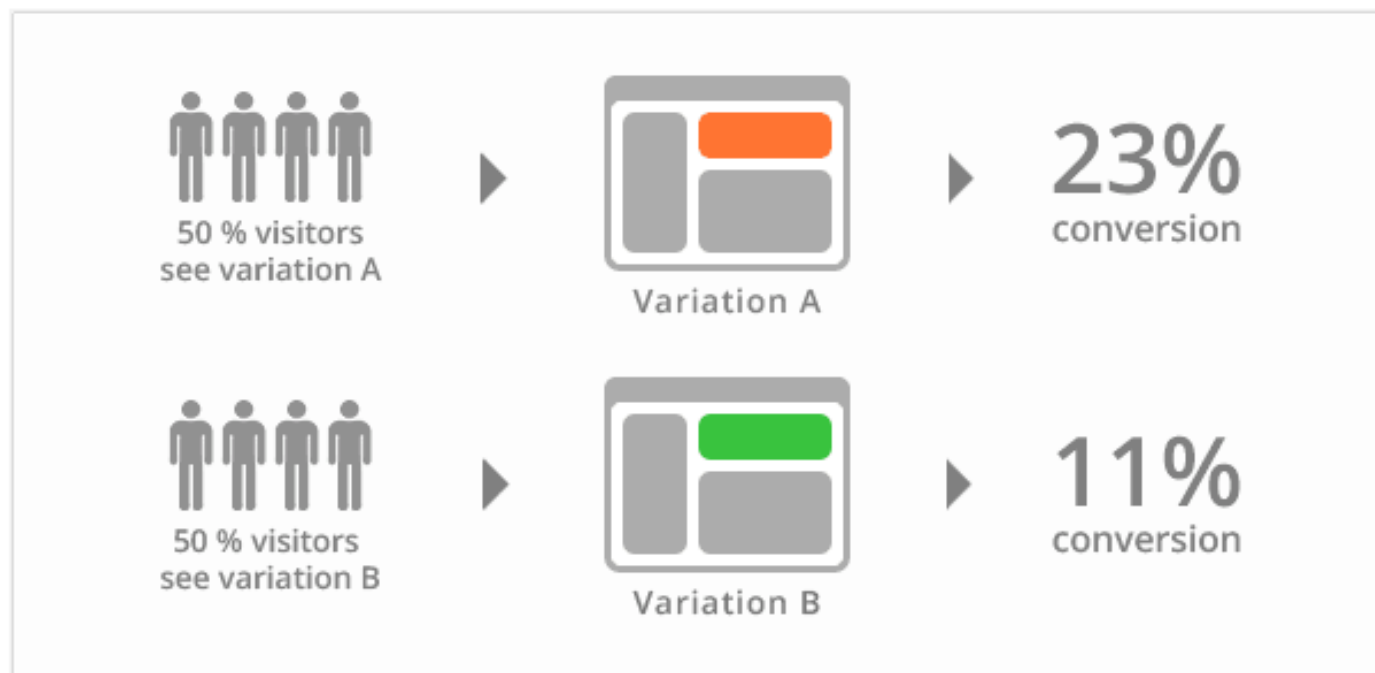 50 % visitors
see variation A
Variation A
23%
conversion
50 % visitors
see variation B
Variation B
11%
conversion